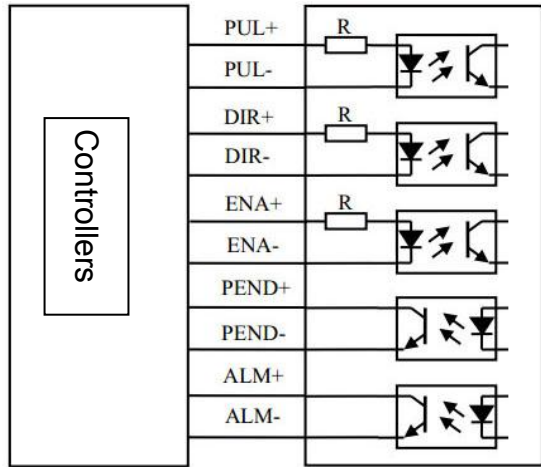 PUL+
R
PUL-
DIR+
R
DIR-
Controllers
ENA+
R
ENA-
PEND+
PEND-
ALM+
ALM-